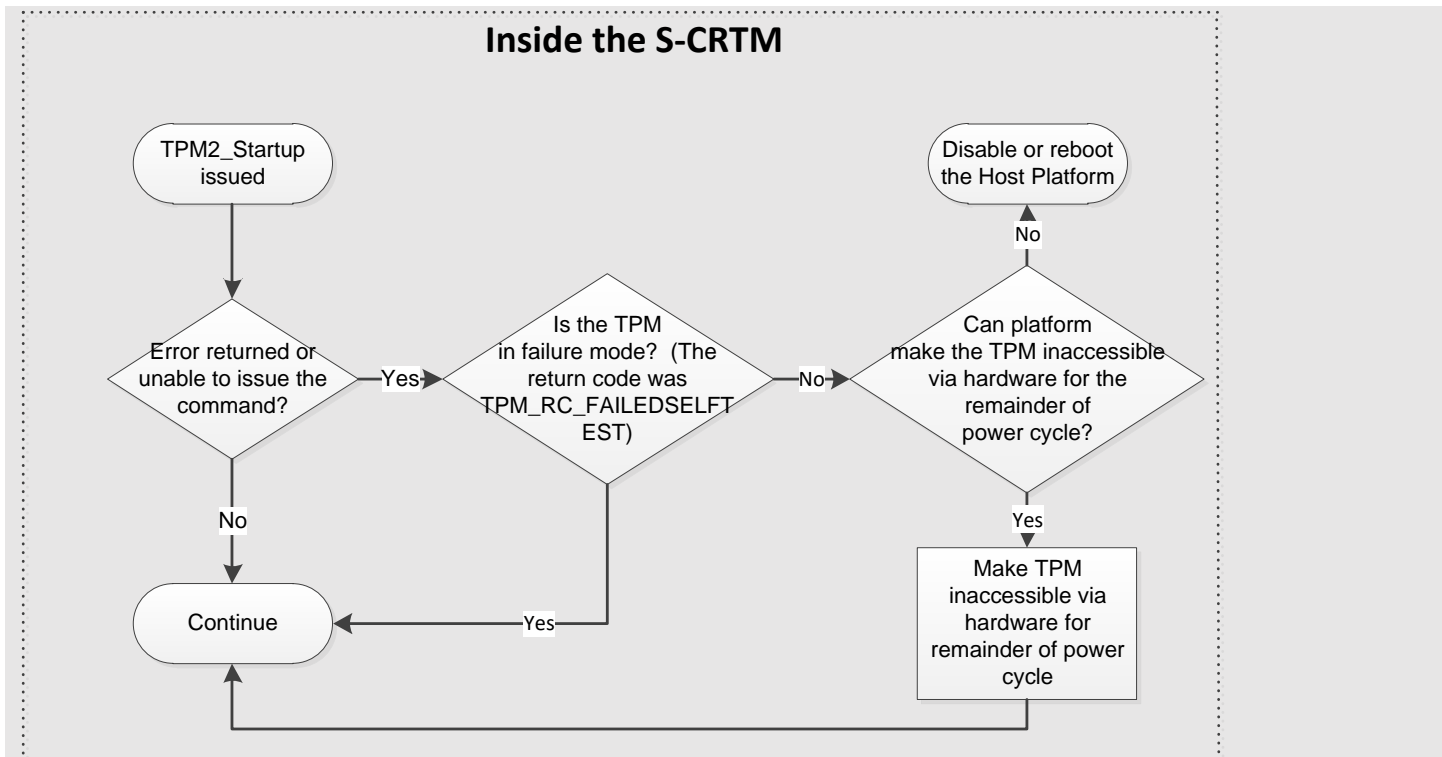 Inside the S-CRTM
TPM2_Startup
issued
Disable or reboot
the Host Platform
No
Error returned or
unable to issue the
command?
Yes
Is the TPM
in failure mode?  (The
return code was
TPM_RC_FAILEDSELFT
EST)
No
Can platform
make the TPM inaccessible
via hardware for the
remainder of
power cycle?
No
Yes
Continue
Yes
Make TPM
inaccessible via
hardware for
remainder of power
cycle